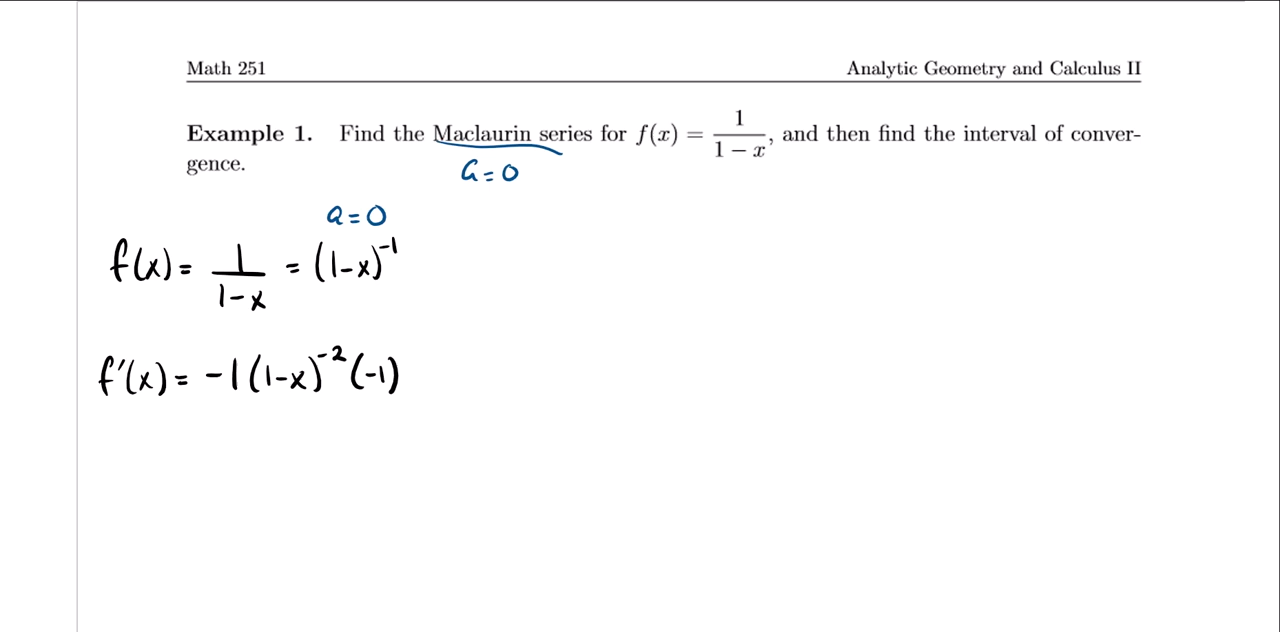 Math 251 Analytic Geometry and Calculus II
Example 1. Find the Maclaurin series for f(x) = 1/(1 − x), and then find the interval of conver-
gence.
a=0
a=0
f(x) = 1/(1-x) = (1-x)^-1
f'(x) = -1(1-x)^-2(-1)